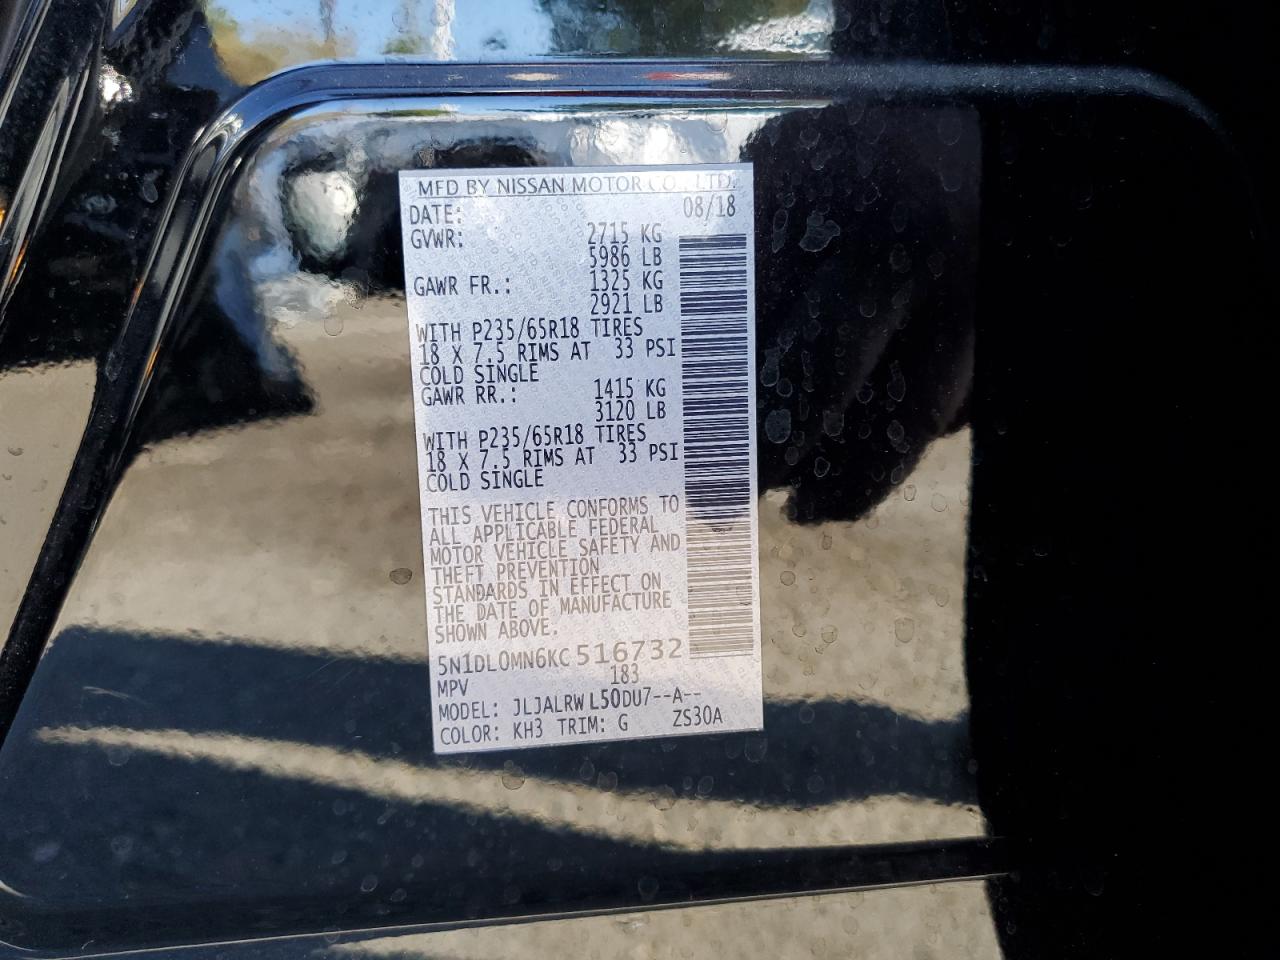 MFD BY NISSAN MOTOR CO., LTD.
DATE: 08/18
GVWR: 2715 KG
5986 LB
GAWR FR.: 1325 KG
2921 LB
WITH P235/65R18 TIRES
18 X 7.5 RIMS AT 33 PSI
COLD SINGLE
GAWR RR.: 1415 KG
3120 LB
WITH P235/65R18 TIRES
18 X 7.5 RIMS AT 33 PSI
COLD SINGLE
THIS VEHICLE CONFORMS TO
ALL APPLICABLE FEDERAL
MOTOR VEHICLE SAFETY AND
THEFT PREVENTION
STANDARDS IN EFFECT ON
THE DATE OF MANUFACTURE
SHOWN ABOVE.
5N1DL0MN6KC516732
MPV 183
MODEL: JLJALRWL50DU7--A--
COLOR: KH3 TRIM: G ZS30A